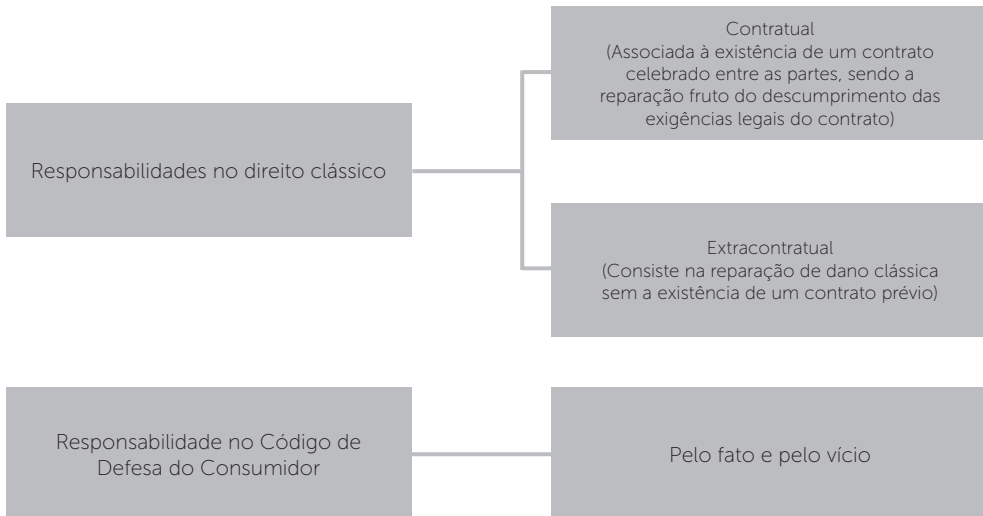 Contratual
(Associada à existência de um contrato
celebrado entre as partes, sendo a
reparação fruto do descumprimento das
exigências legais do contrato)
Responsabilidades no direito clássico
Extracontratual
(Consiste na reparação de dano clássica
sem a existência de um contrato prévio)
Responsabilidade no Código de
Defesa do Consumidor
Pelo fato e pelo vício